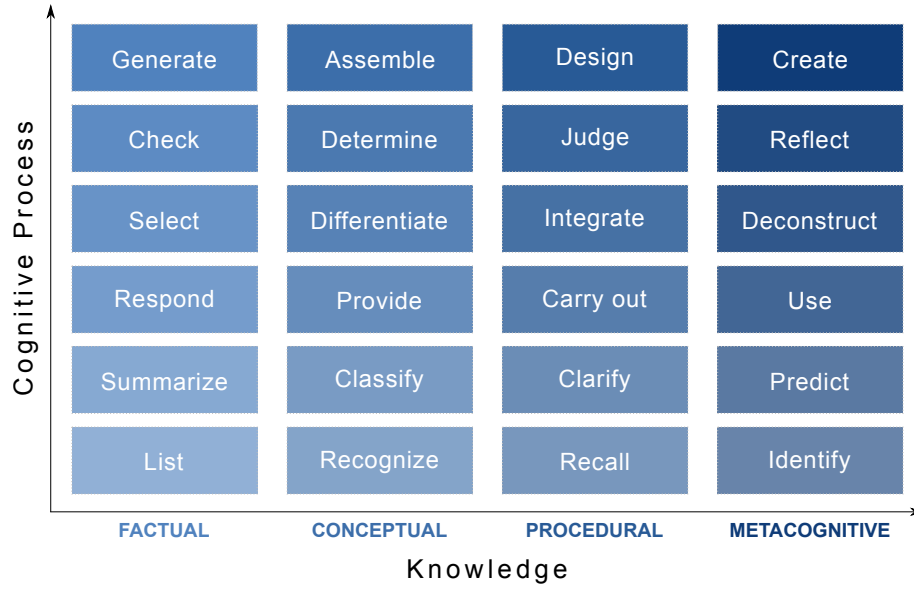 Cognitive Process
Generate Assemble Design Create
Check Determine Judge Reflect
Select Differentiate Integrate Deconstruct
Respond Provide Carry out Use
Summarize Classify Clarify Predict
List Recognize Recall Identify
FACTUAL CONCEPTUAL PROCEDURAL METACOGNITIVE
Knowledge